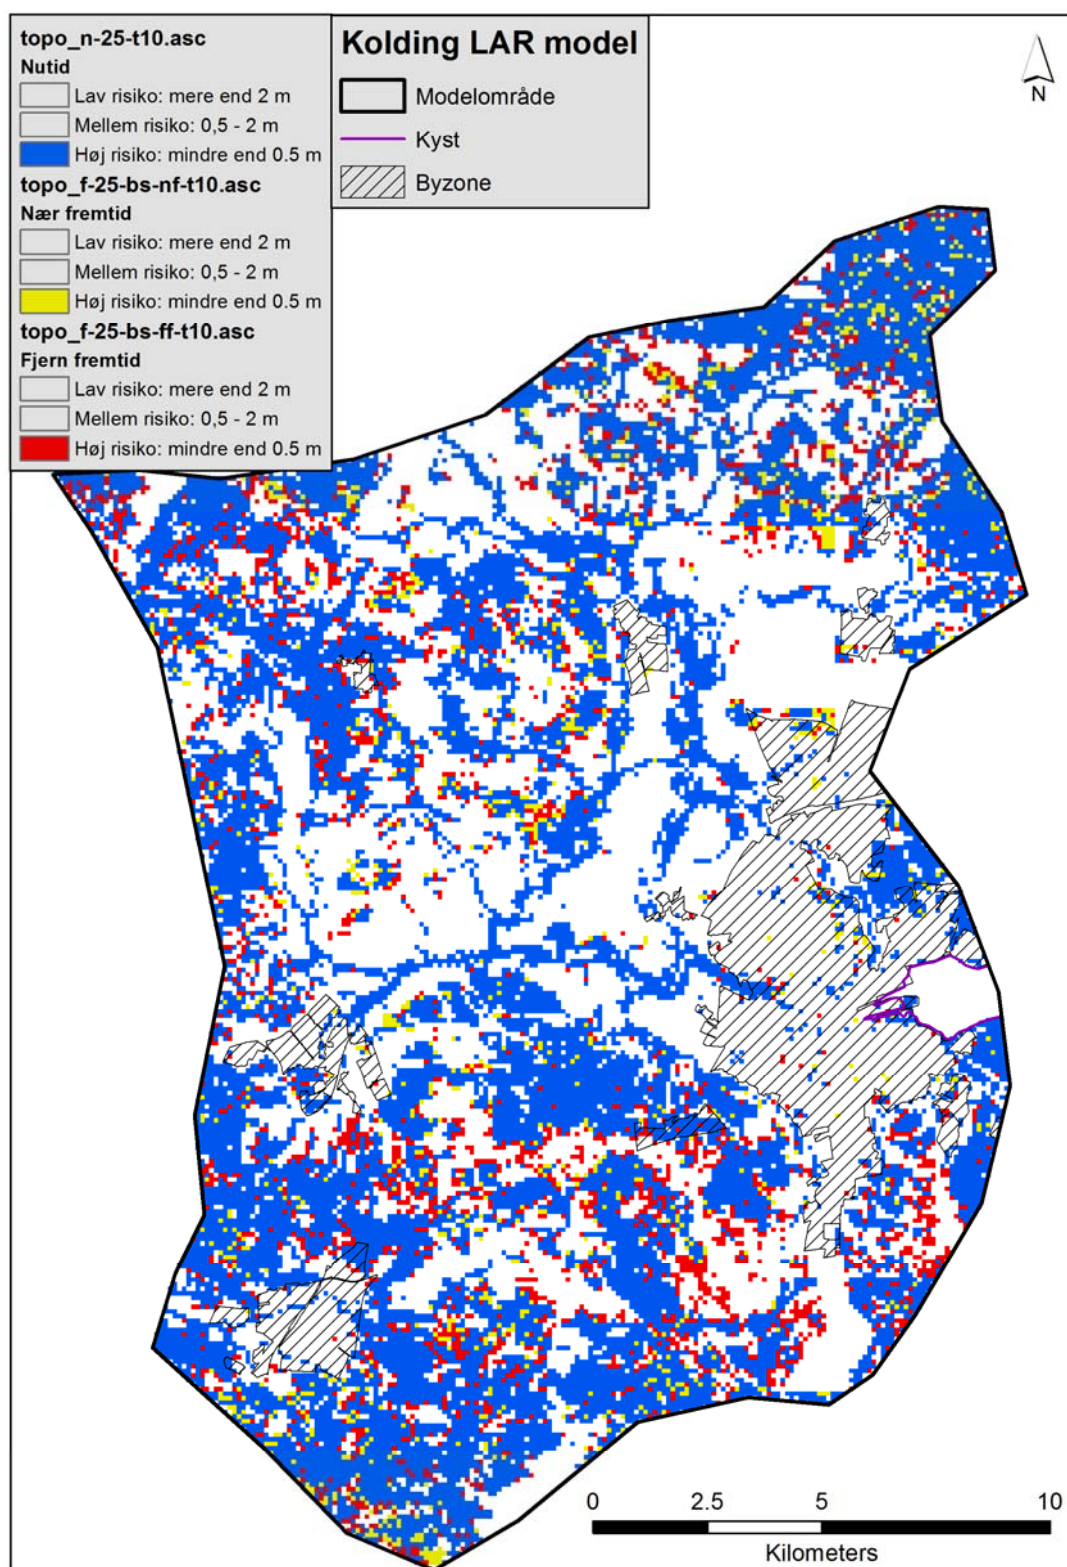 topo_n-25-t10.asc
Nutid
Lav risiko: mere end 2 m
Mellem risiko: 0,5 - 2 m
Høj risiko: mindre end 0.5 m
topo_f-25-bs-nf-t10.asc
Nær fremtid
Lav risiko: mere end 2 m
Mellem risiko: 0,5 - 2 m
Høj risiko: mindre end 0.5 m
topo_f-25-bs-ff-t10.asc
Fjern fremtid
Lav risiko: mere end 2 m
Mellem risiko: 0,5 - 2 m
Høj risiko: mindre end 0.5 m
Kolding LAR model
Modelområde
Kyst
Byzone
N
0 2.5 5 10
Kilometers